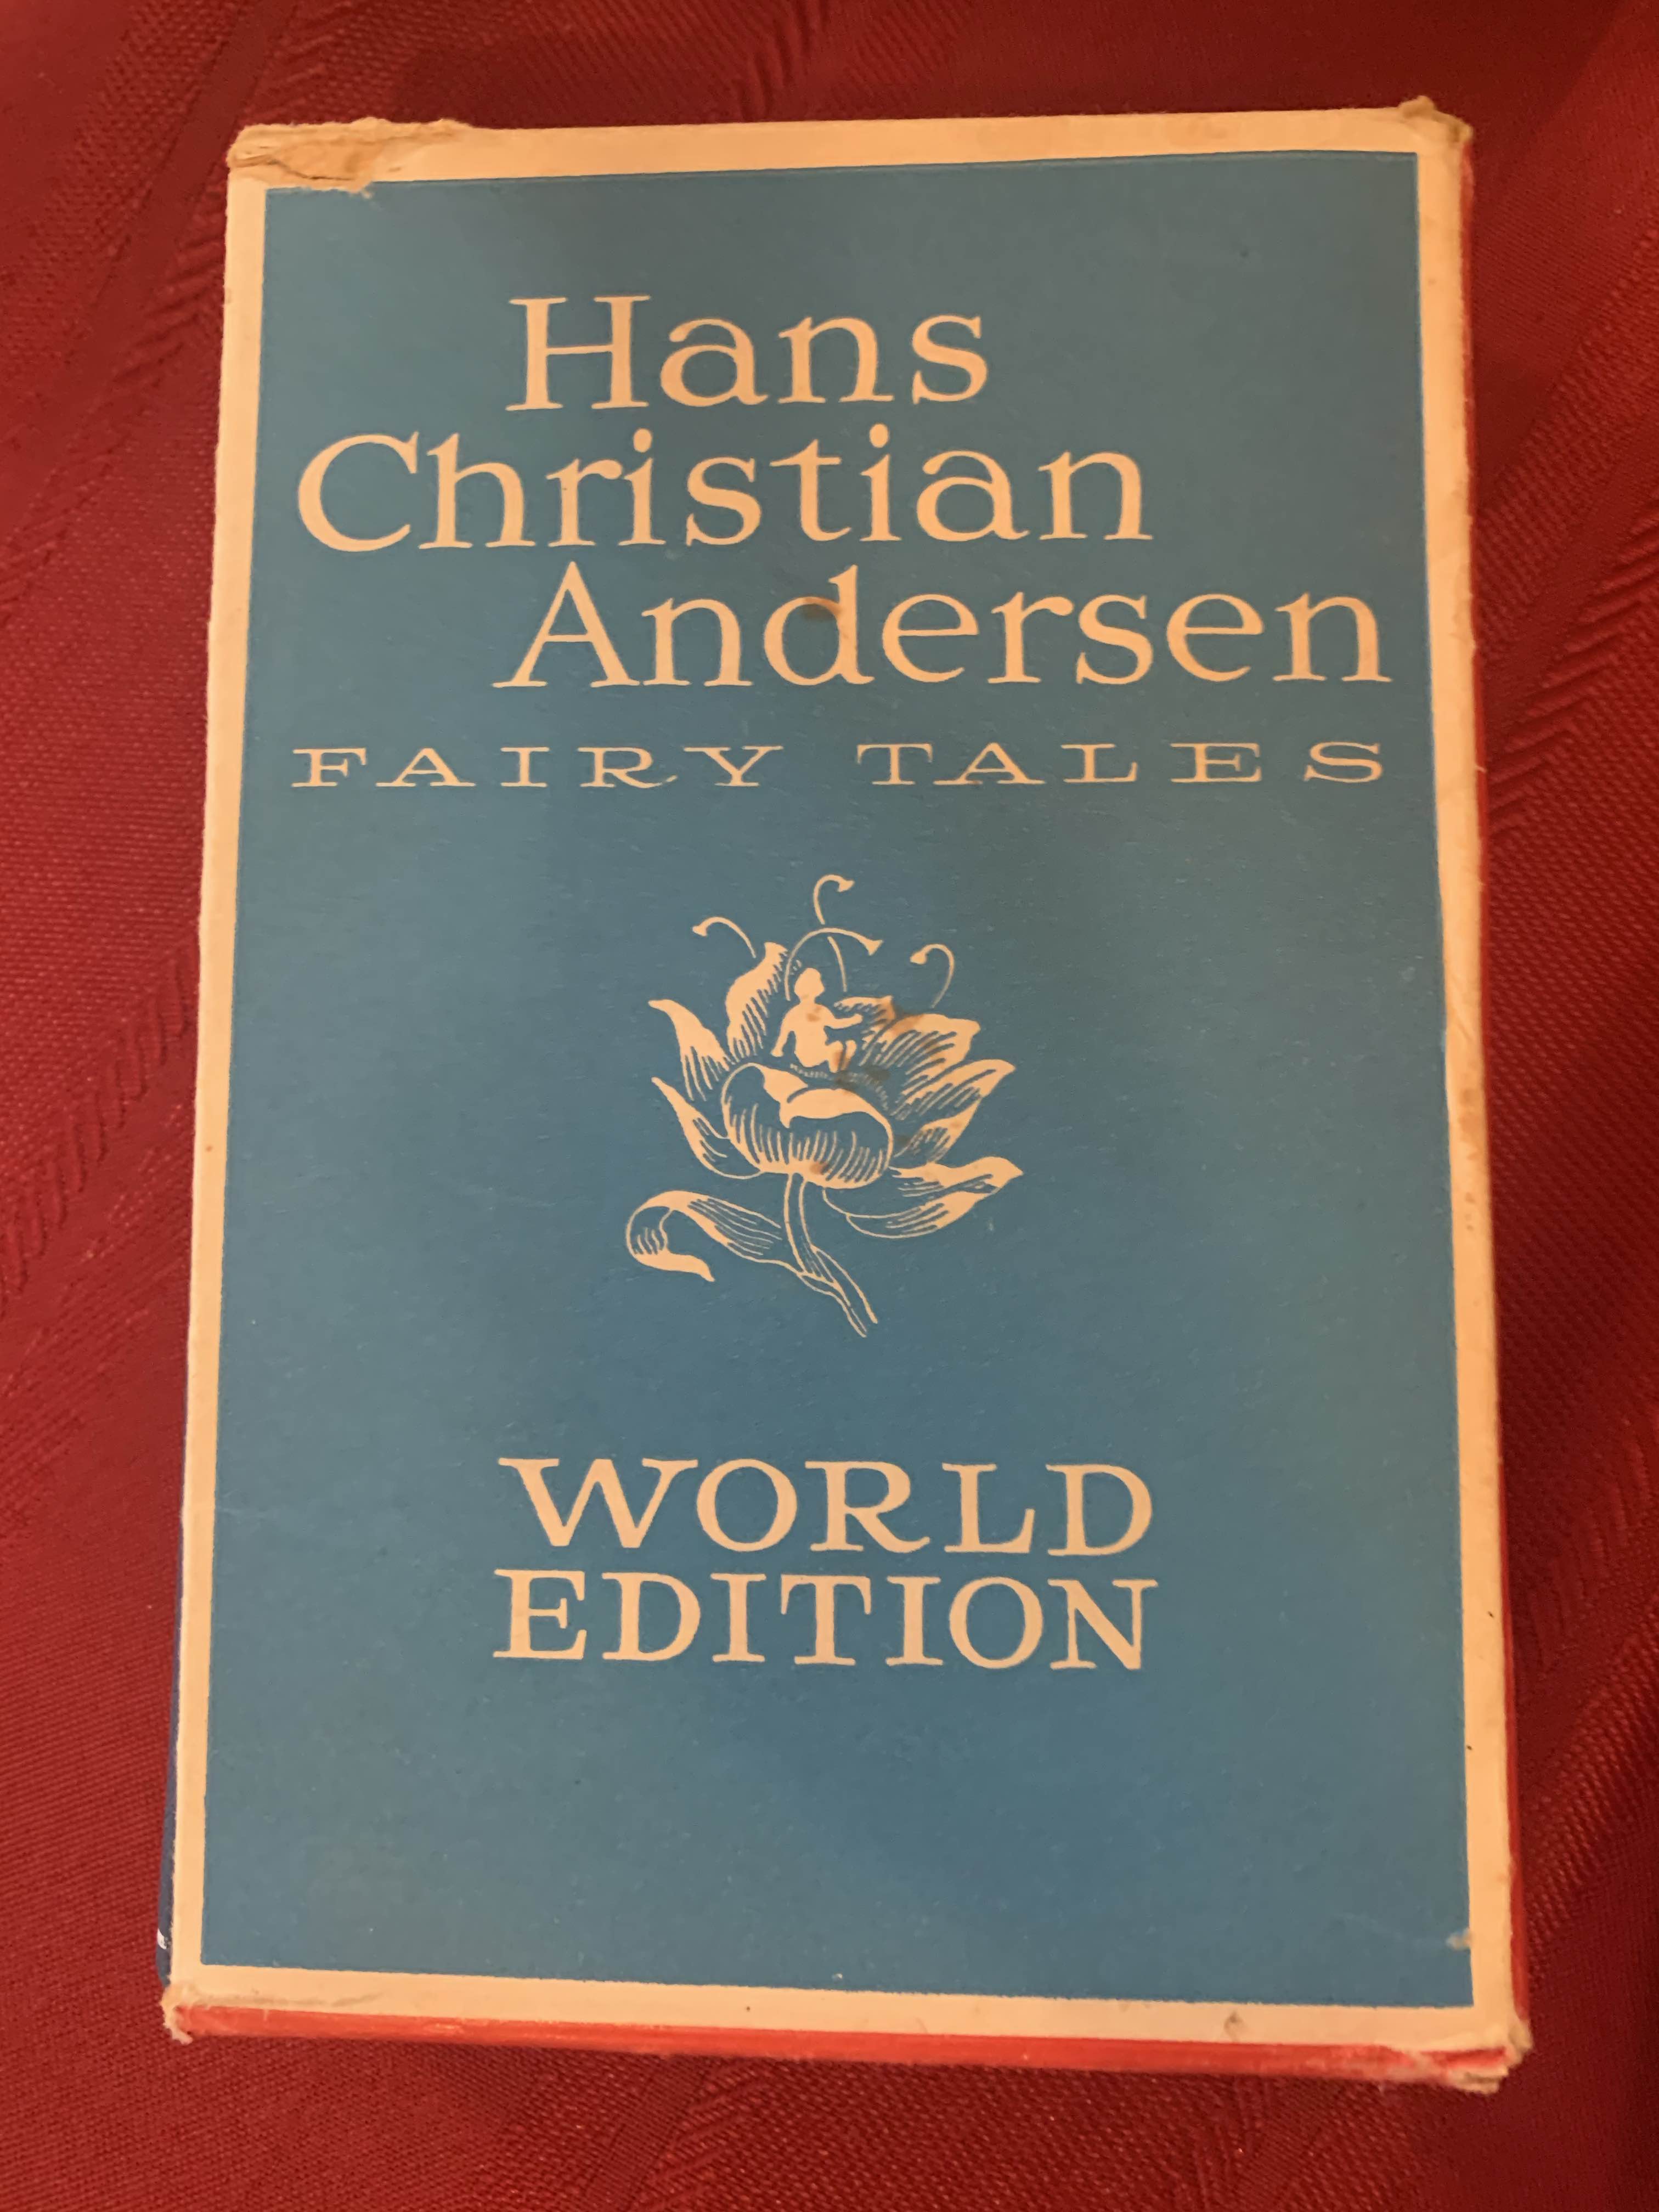 Hans
Christian
Andersen
FAIRY TALES
WORLD
EDITION